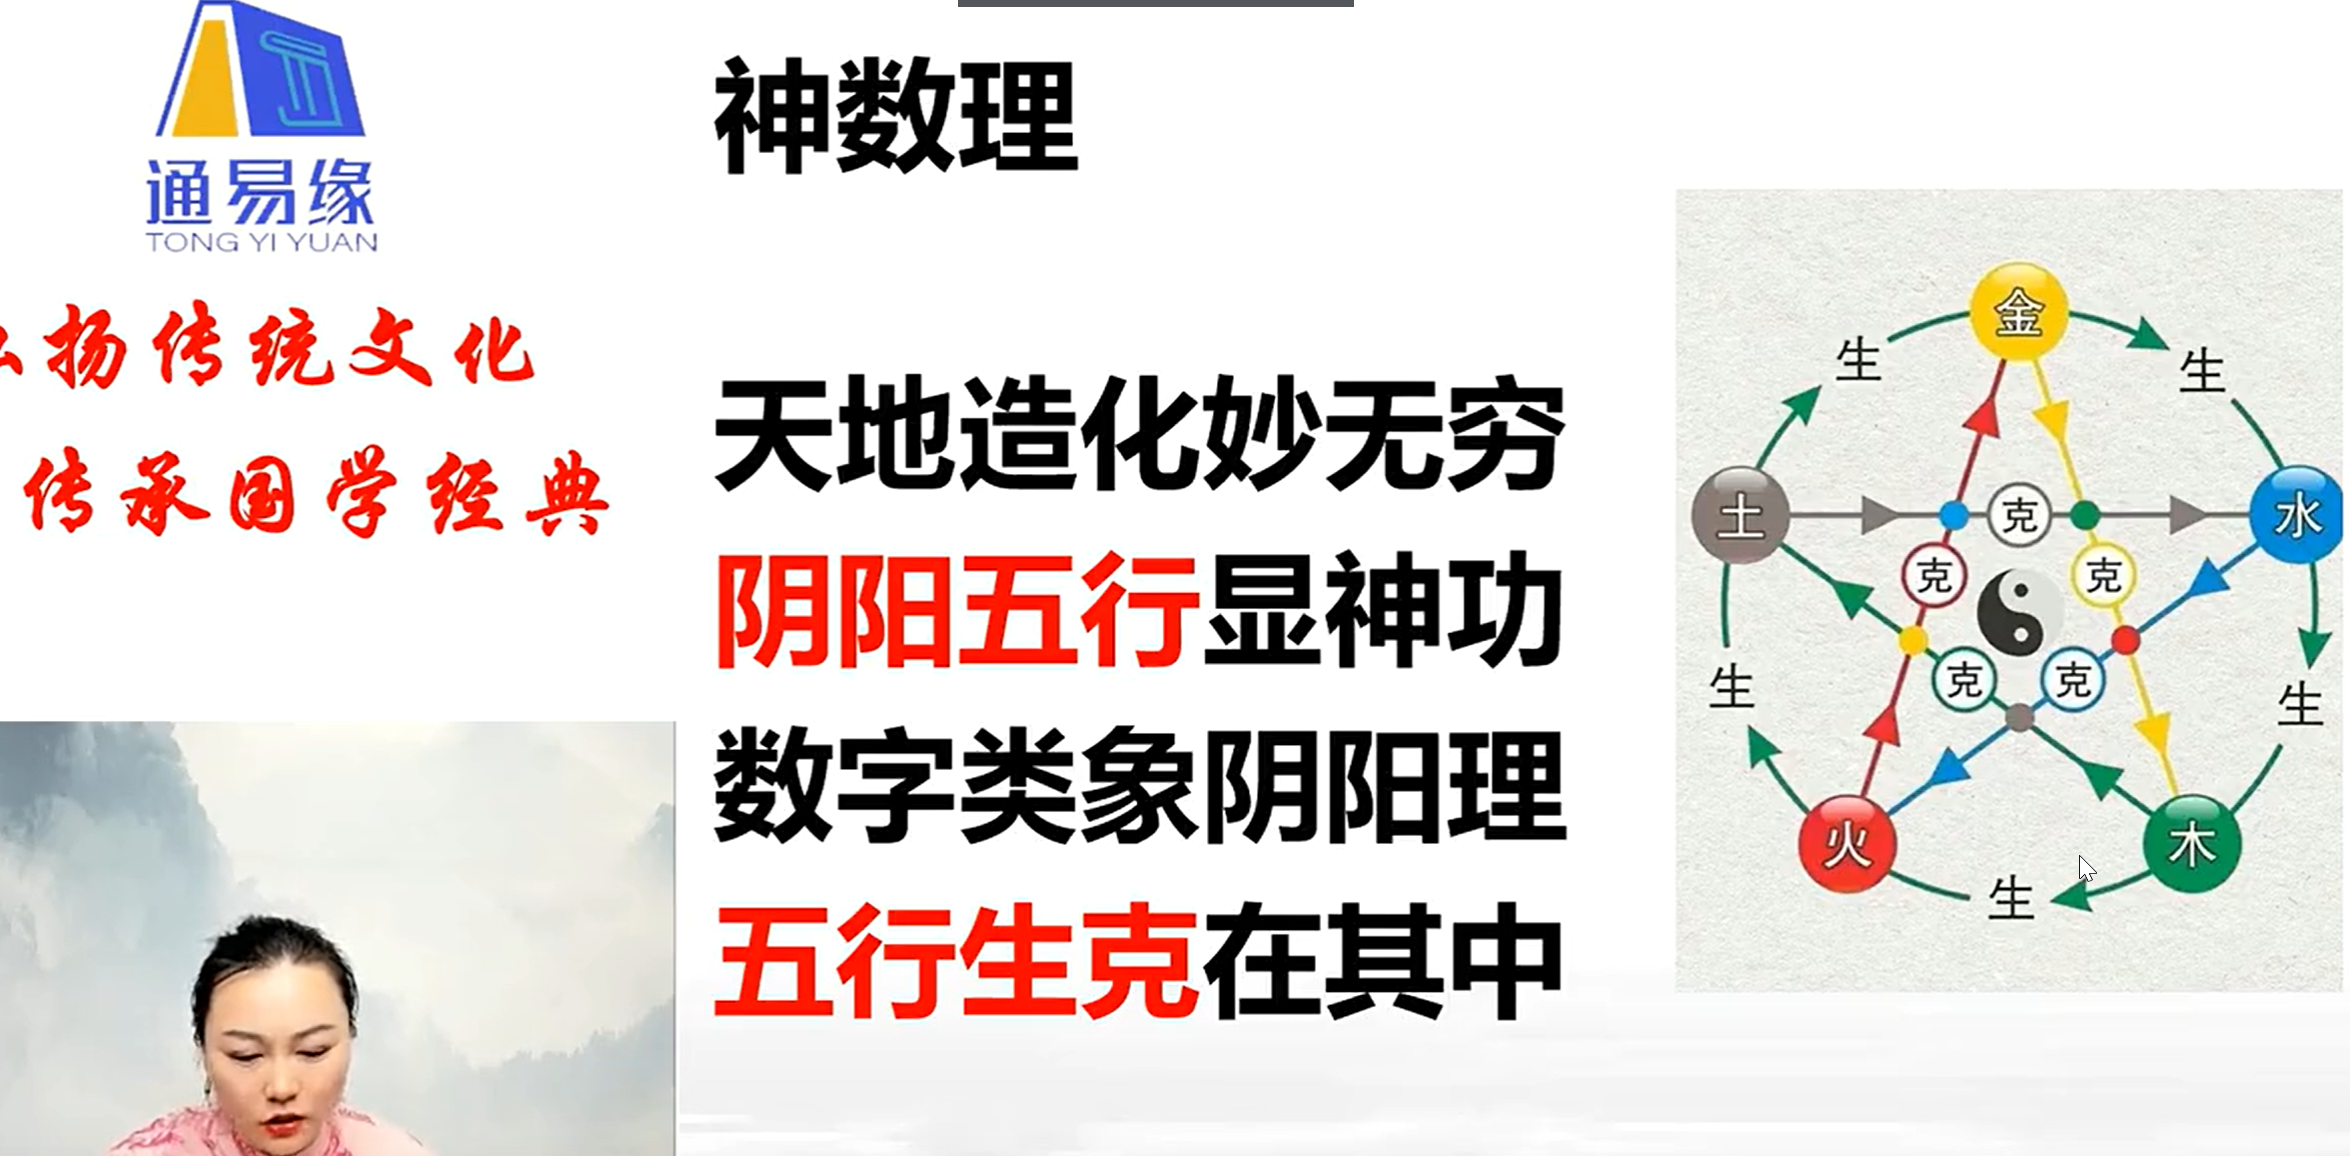 通易缘
TONG YI YUAN
扬传统文化
传承国学经典
神数理
天地造化妙无穷
阴阳五行显神功
数字类象阴阳理
五行生克在其中
金
生
生
土
克
水
克
克
克
克
生
生
火
木
生